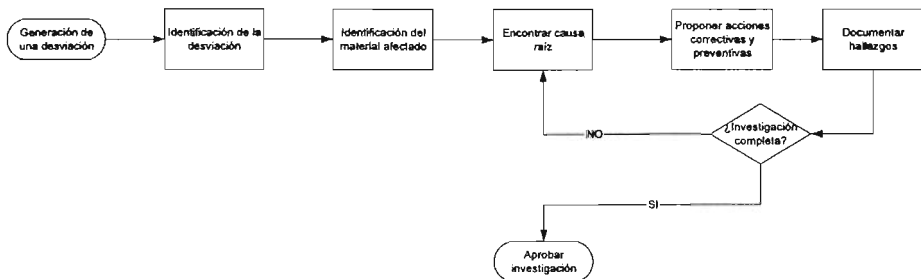 Generación de
una desviación
Identificación de la
desviación
Identificación del
material afectado
Encontrar causa
raíz
Proponer acciones
correctivas y
preventivas
Documentar
hallazgos
¿Investigación
completa?
NO
SI
Aprobar
investigación